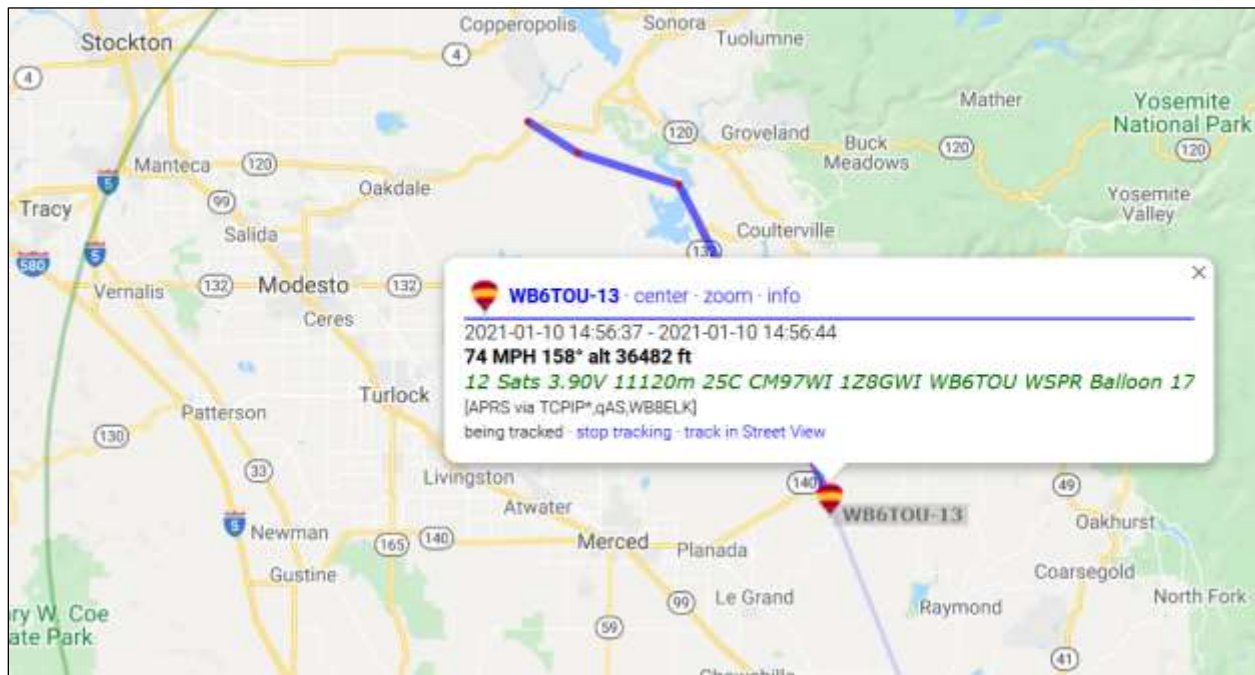 Copperopolis
Sonora
Tuolumne
Stockton
4
4
Mather
Yosemite
National Park
120
Groveland
Buck
Meadows
120
120
Manteca
120
5
Oakdale
99
Tracy
Salida
Yosemite
Valley
Coulterville
132
5
580
Vernalis
132
Modesto
132
Ceres
×
WB6TOU-13 · center · zoom · info
2021-01-10 14:56:37 - 2021-01-10 14:56:44
74 MPH 158° alt 36482 ft
12 Sats 3.90V 11120m 25C CM97WI 1Z8GWI WB6TOU WSPR Balloon 17
[APRS via TCPIP*,qAS,WB8ELK]
being tracked · stop tracking · track in Street View
Turlock
Patterson
130
33
Livingston
140
49
WB6TOU-13
Atwater
Oakhurst
5
Newman
165
140
Merced
Planada
Gustine
Coarsegold
99
Le Grand
Raymond
North Fork
ry W. Coe
ate Park
59
41